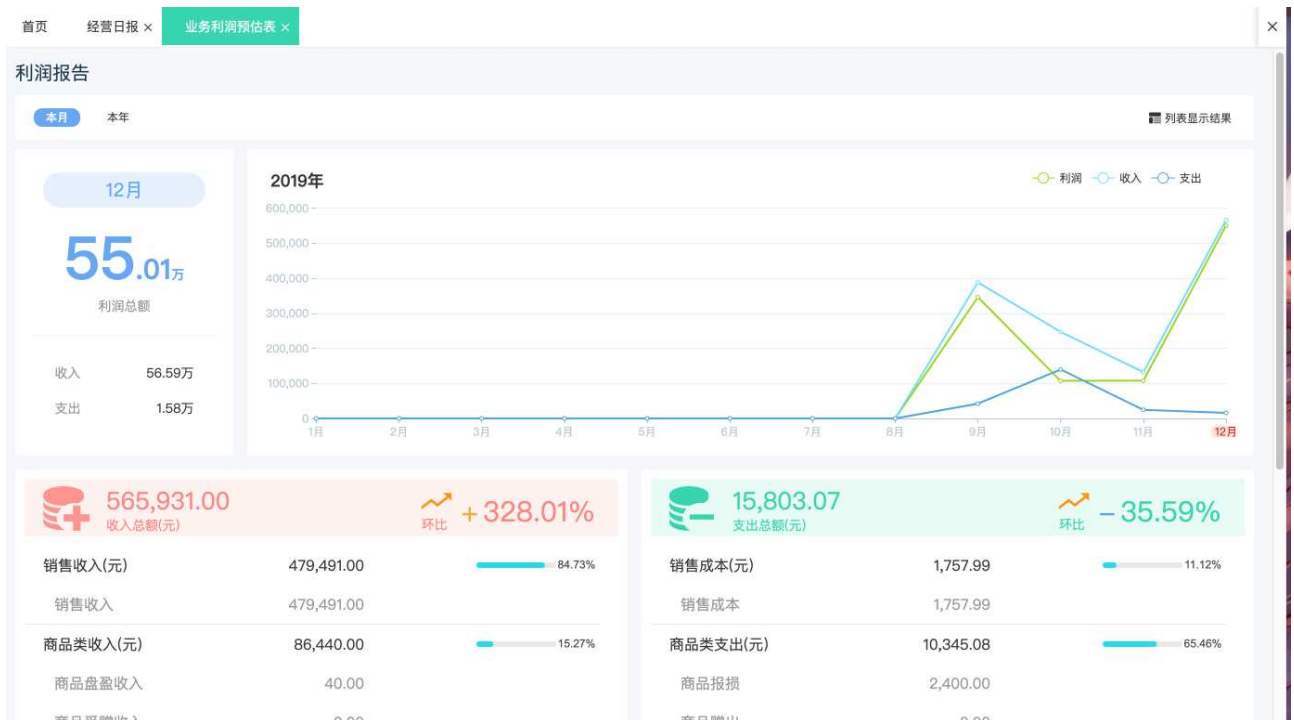 首页 经营日报 × 业务利润预估表 × ×
利润报告
本月 本年 列表显示结果
12月
55.01万
利润总额
收入 56.59万
支出 1.58万
2019年 利润 收入 支出
600,000
500,000
400,000
300,000
200,000
100,000
0
1月 2月 3月 4月 5月 6月 7月 8月 9月 10月 11月 12月
565,931.00
收入总额(元)
环比 +328.01%
销售收入(元) 479,491.00 84.73%
销售收入 479,491.00
商品类收入(元) 86,440.00 15.27%
商品盘盈收入 40.00
15,803.07
支出总额(元)
环比 -35.59%
销售成本(元) 1,757.99 11.12%
销售成本 1,757.99
商品类支出(元) 10,345.08 65.46%
商品报损 2,400.00